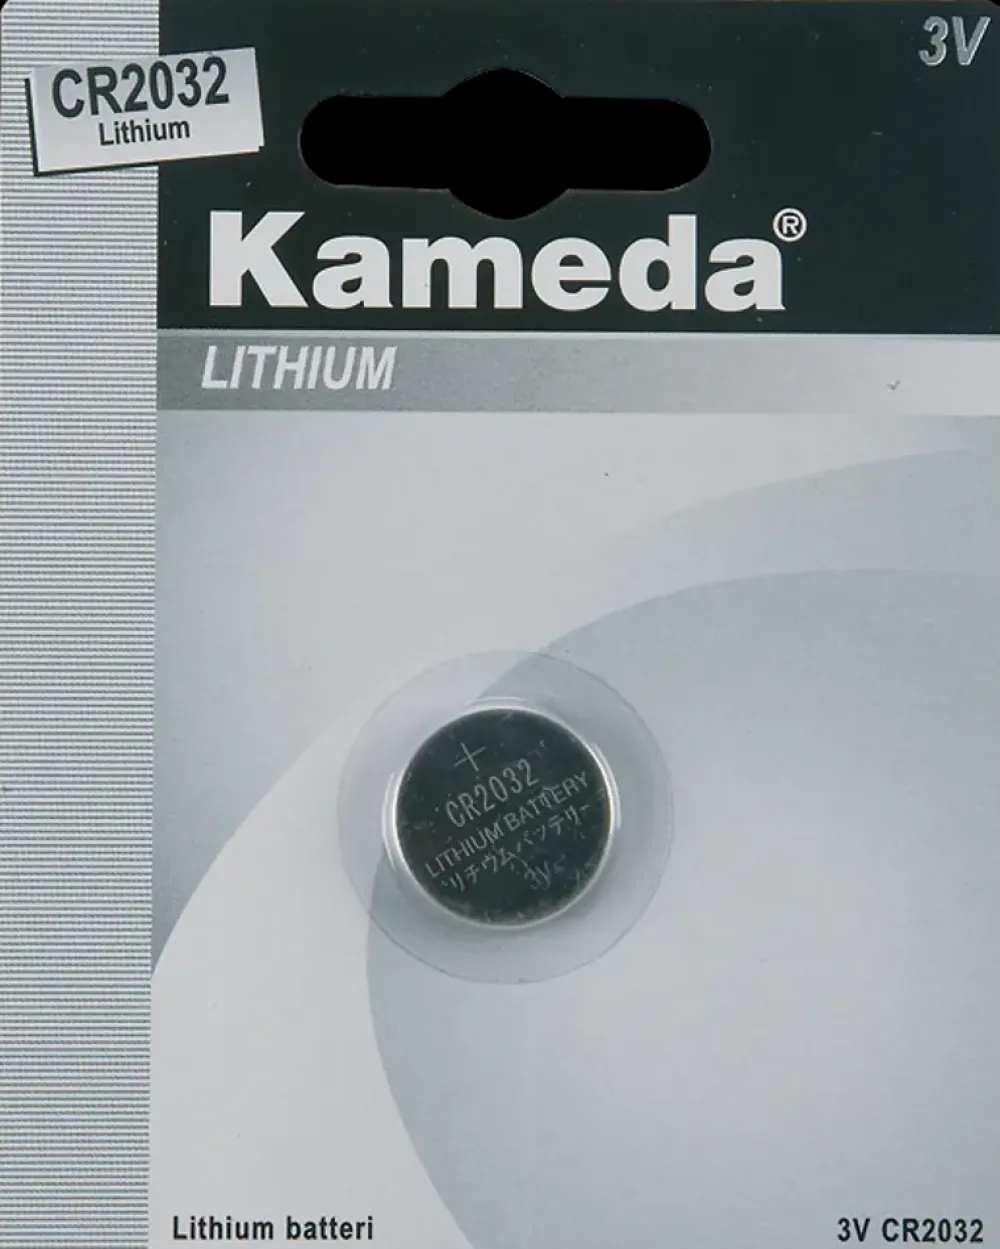 3V
CR2032
Lithium
Kameda®
LITHIUM
+
CR2032
LITHIUM BATTERY
リチウムバッテリー
3V
Lithium batteri
3V CR2032